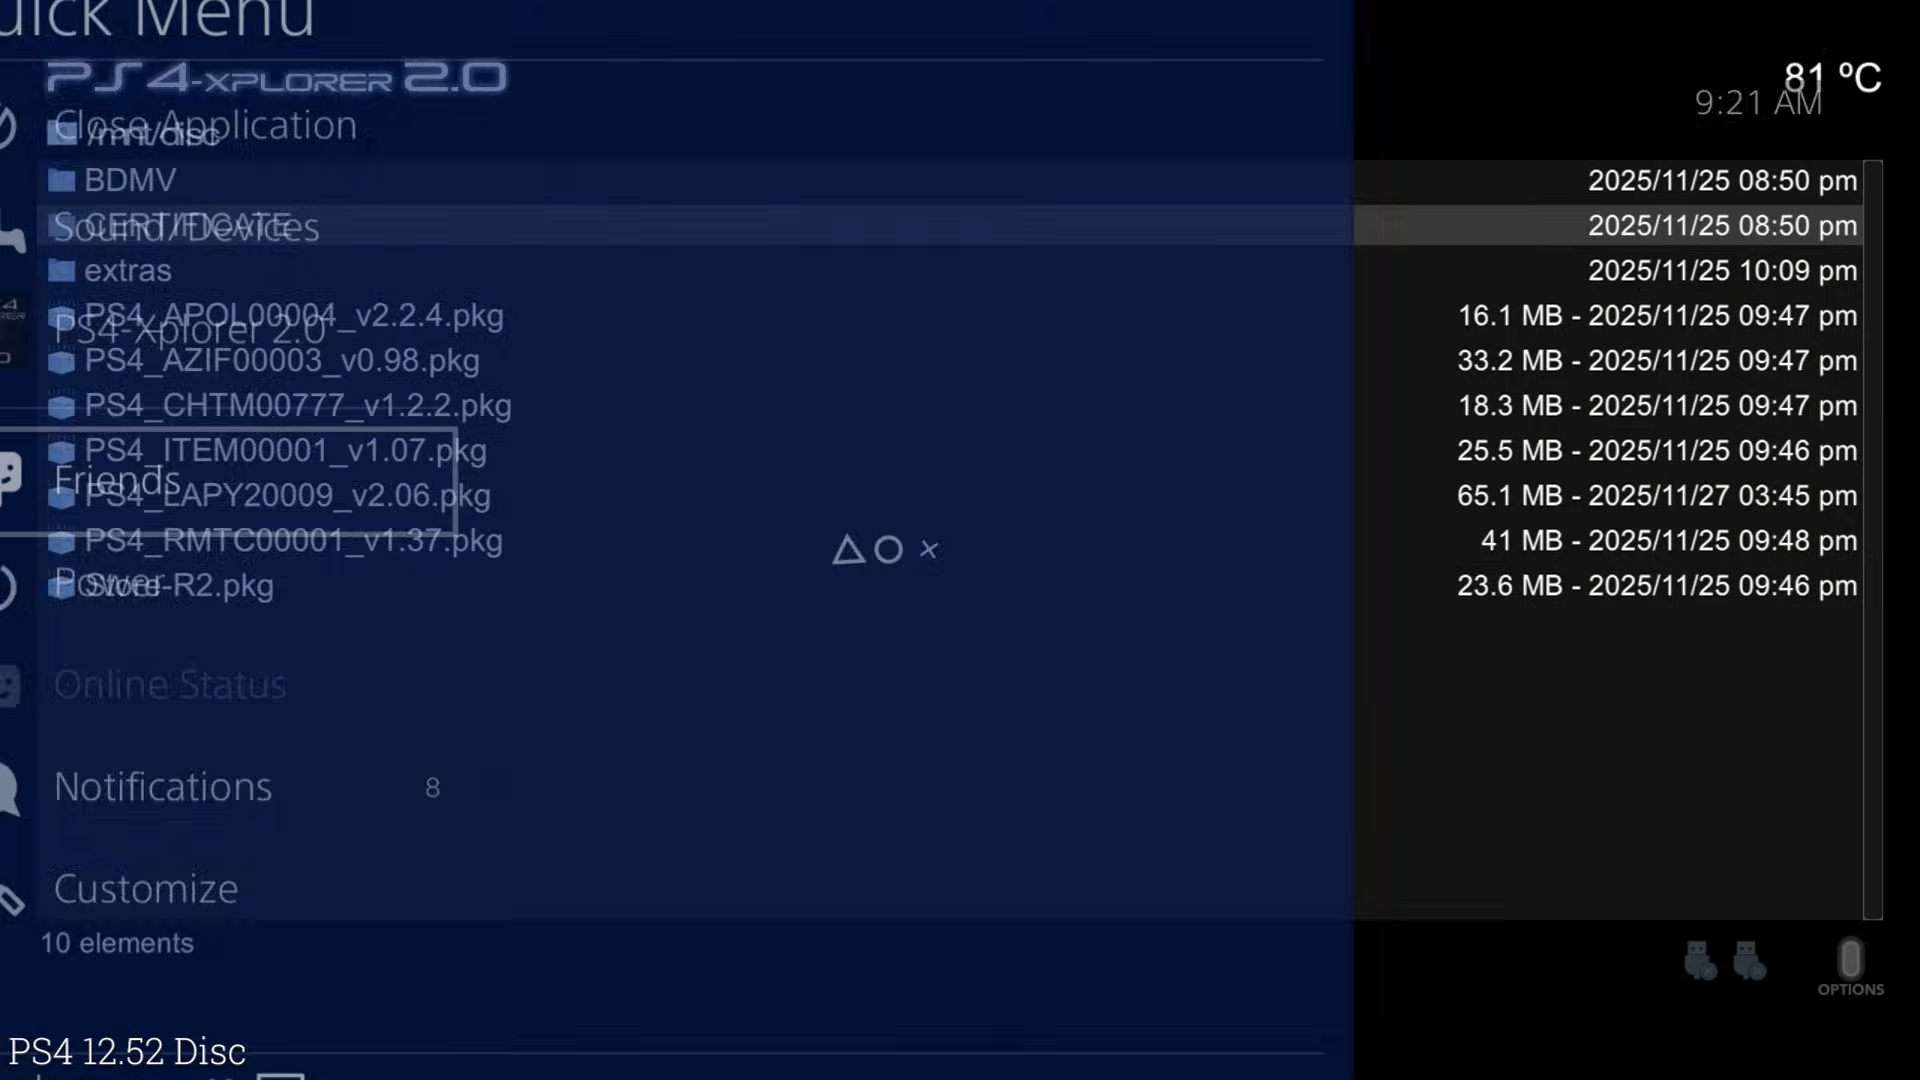 uick Menu
PS4-XPLORER 2.0
81 ºC
9:21 AM
Close Application
/mnt/disc
BDMV 2025/11/25 08:50 pm
CERTIFICATE 2025/11/25 08:50 pm
Sound/Devices
extras 2025/11/25 10:09 pm
PS4_APOL00004_v2.2.4.pkg 16.1 MB - 2025/11/25 09:47 pm
PS4-Xplorer 2.0
PS4_AZIF00003_v0.98.pkg 33.2 MB - 2025/11/25 09:47 pm
PS4_CHTM00777_v1.2.2.pkg 18.3 MB - 2025/11/25 09:47 pm
PS4_ITEM00001_v1.07.pkg 25.5 MB - 2025/11/25 09:46 pm
Friends
PS4_LAPY20009_v2.06.pkg 65.1 MB - 2025/11/27 03:45 pm
PS4_RMTC00001_v1.37.pkg 41 MB - 2025/11/25 09:48 pm
Power
Store-R2.pkg 23.6 MB - 2025/11/25 09:46 pm
Online Status
Notifications 8
Customize
10 elements
OPTIONS
PS4 12.52 Disc